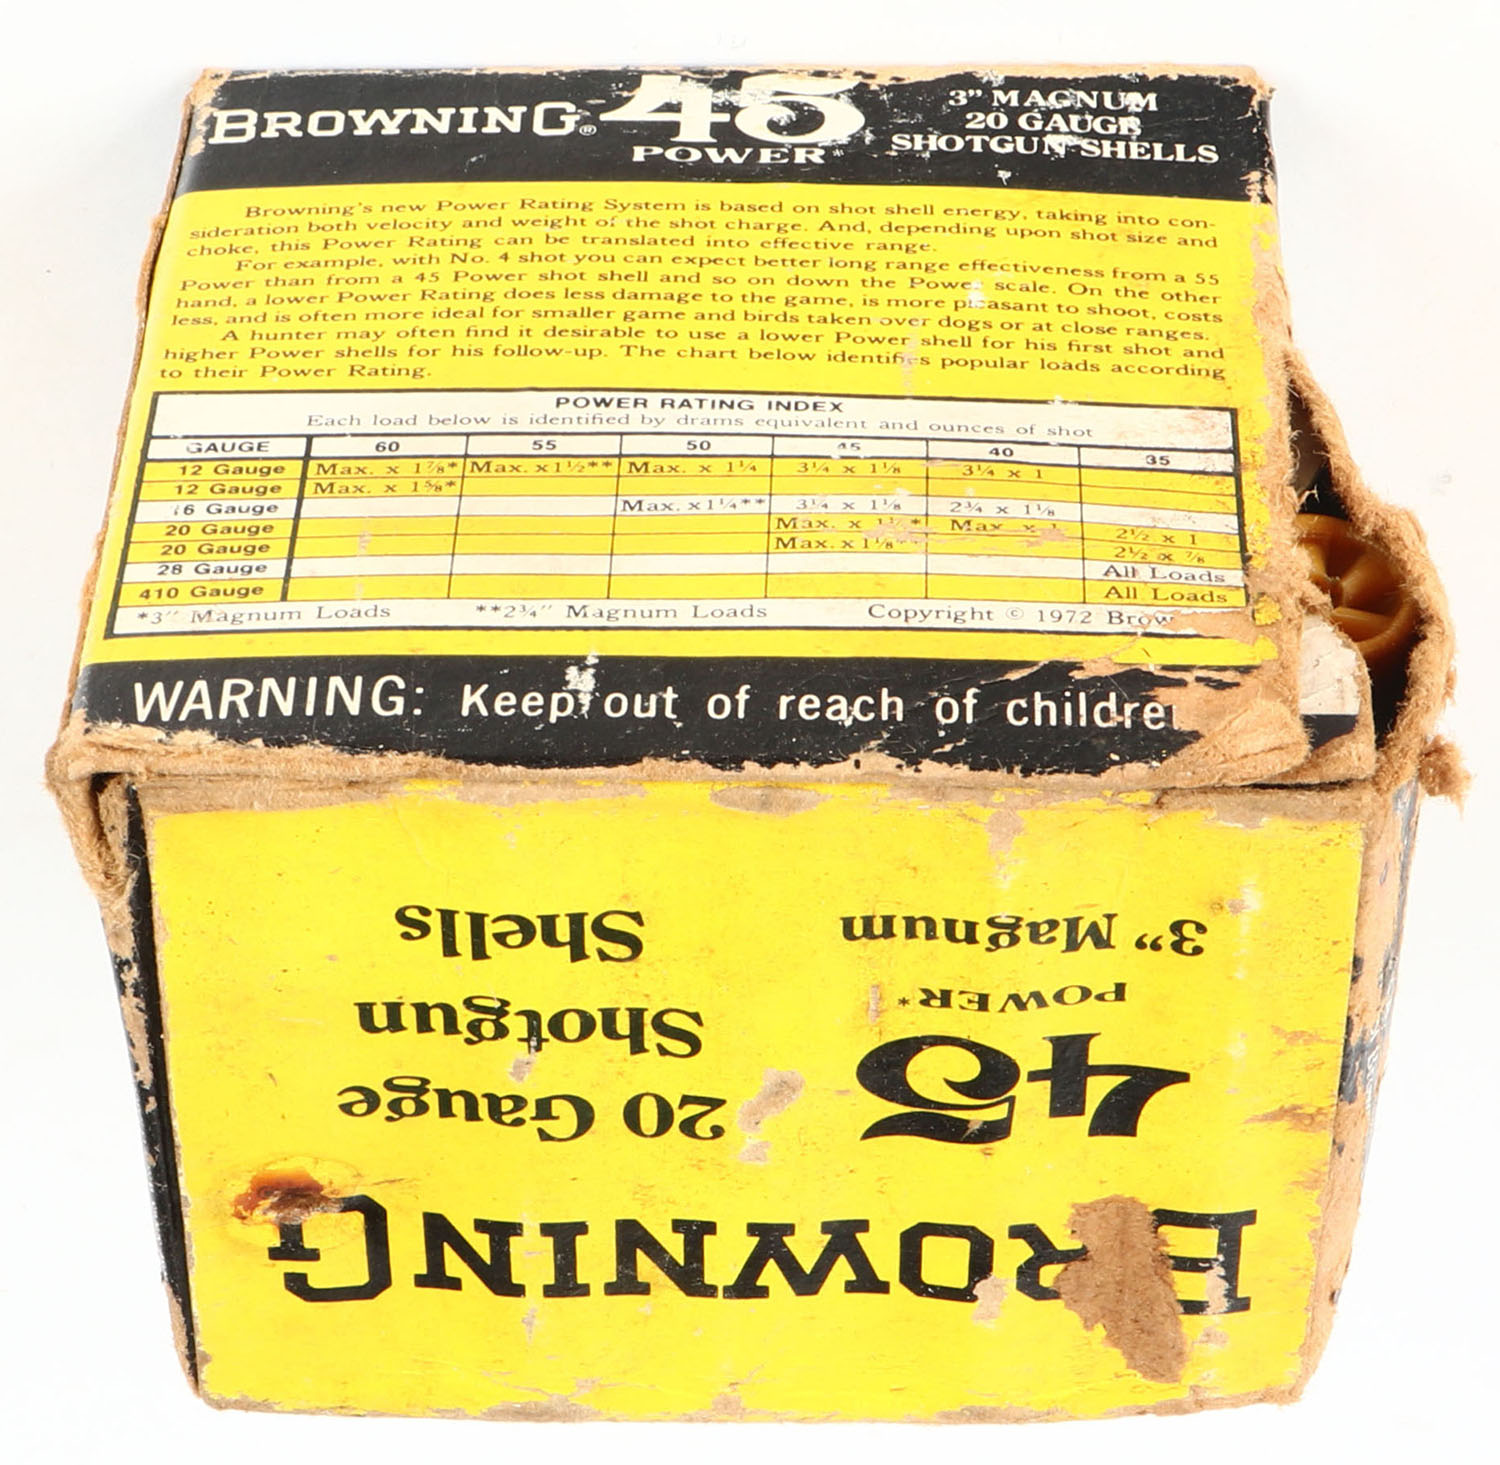 BROWNING® 45 POWER*
3" MAGNUM
20 GAUGE
SHOTGUN SHELLS
Browning's new Power Rating System is based on shot shell energy, taking into con-
sideration both velocity and weight of the shot charge. And, depending upon shot size and
choke, this Power Rating can be translated into effective range.
For example, with No. 4 shot you can expect better long range effectiveness from a 55
Power than from a 45 Power shot shell and so on down the Power scale. On the other
hand, a lower Power Rating does less damage to the game, is more pleasant to shoot, costs
less, and is often more ideal for smaller game and birds taken over dogs or at close ranges.
A hunter may often find it desirable to use a lower Power shell for his first shot and
higher Power shells for his follow-up. The chart below identifies popular loads according
to their Power Rating.
POWER RATING INDEX
Each load below is identified by drams equivalent and ounces of shot
GAUGE 60 55 50 45 40 35
12 Gauge Max. x 1⅞* Max. x 1½** Max. x 1¼ 3¼ x 1⅛ 3¼ x 1
12 Gauge Max. x 1⅝*
16 Gauge Max. x 1¼** 3¼ x 1⅛ 2¾ x 1⅛
20 Gauge Max. x Max. x 1 2½ x 1
20 Gauge Max. x 1⅛** 2½ x ⅞
28 Gauge All Loads
410 Gauge All Loads
*3" Magnum Loads **2¾" Magnum Loads Copyright © 1972
WARNING: Keep out of reach of children
BROWNING
45
POWER*
3" Magnum
20 Gauge
Shotgun
Shells